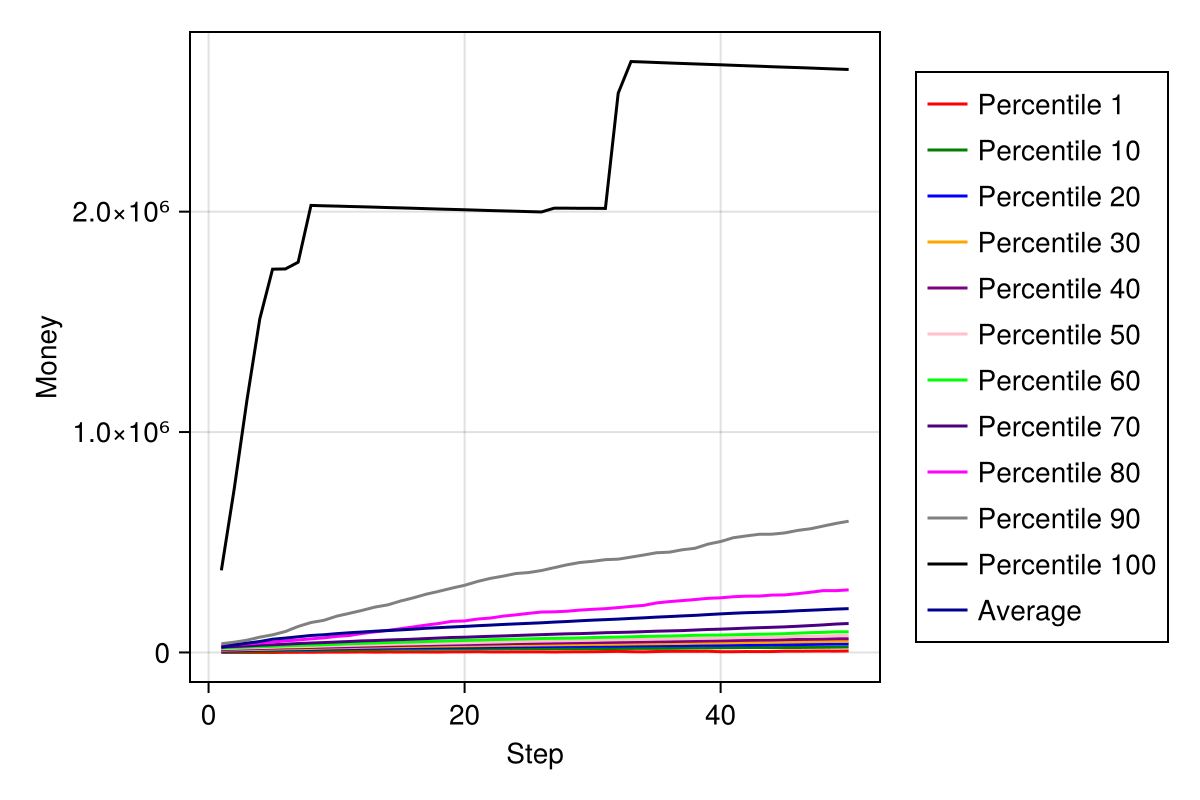 Money
2.0×10⁶
1.0×10⁶
0
0
20
40
Step
Percentile 1
Percentile 10
Percentile 20
Percentile 30
Percentile 40
Percentile 50
Percentile 60
Percentile 70
Percentile 80
Percentile 90
Percentile 100
Average